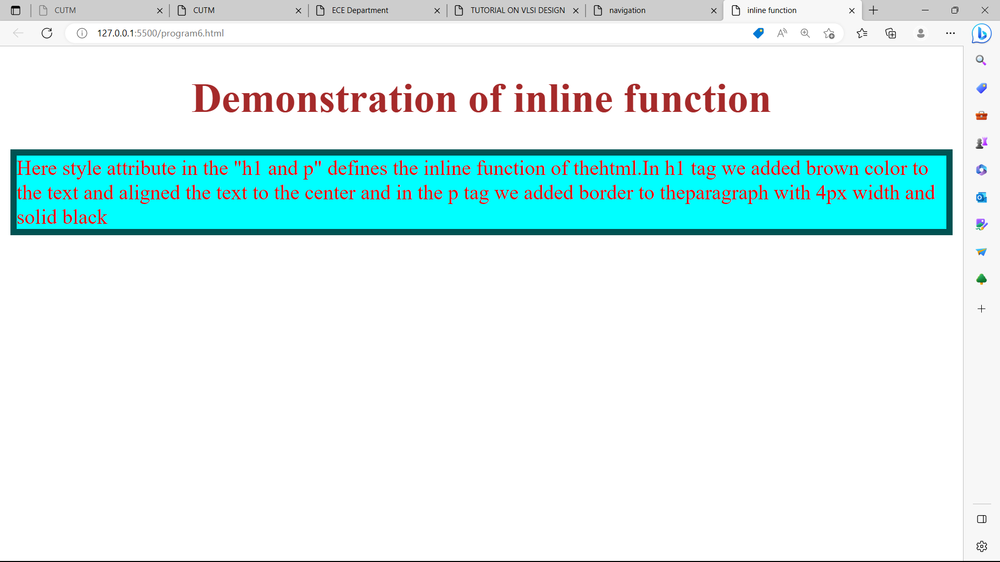 CUTM
CUTM
ECE Department
TUTORIAL ON VLSI DESIGN
navigation
inline function
127.0.0.1:5500/program6.html
Demonstration of inline function
Here style attribute in the "h1 and p" defines the inline function of thehtml.In h1 tag we added brown color to
the text and aligned the text to the center and in the p tag we added border to theparagraph with 4px width and
solid black